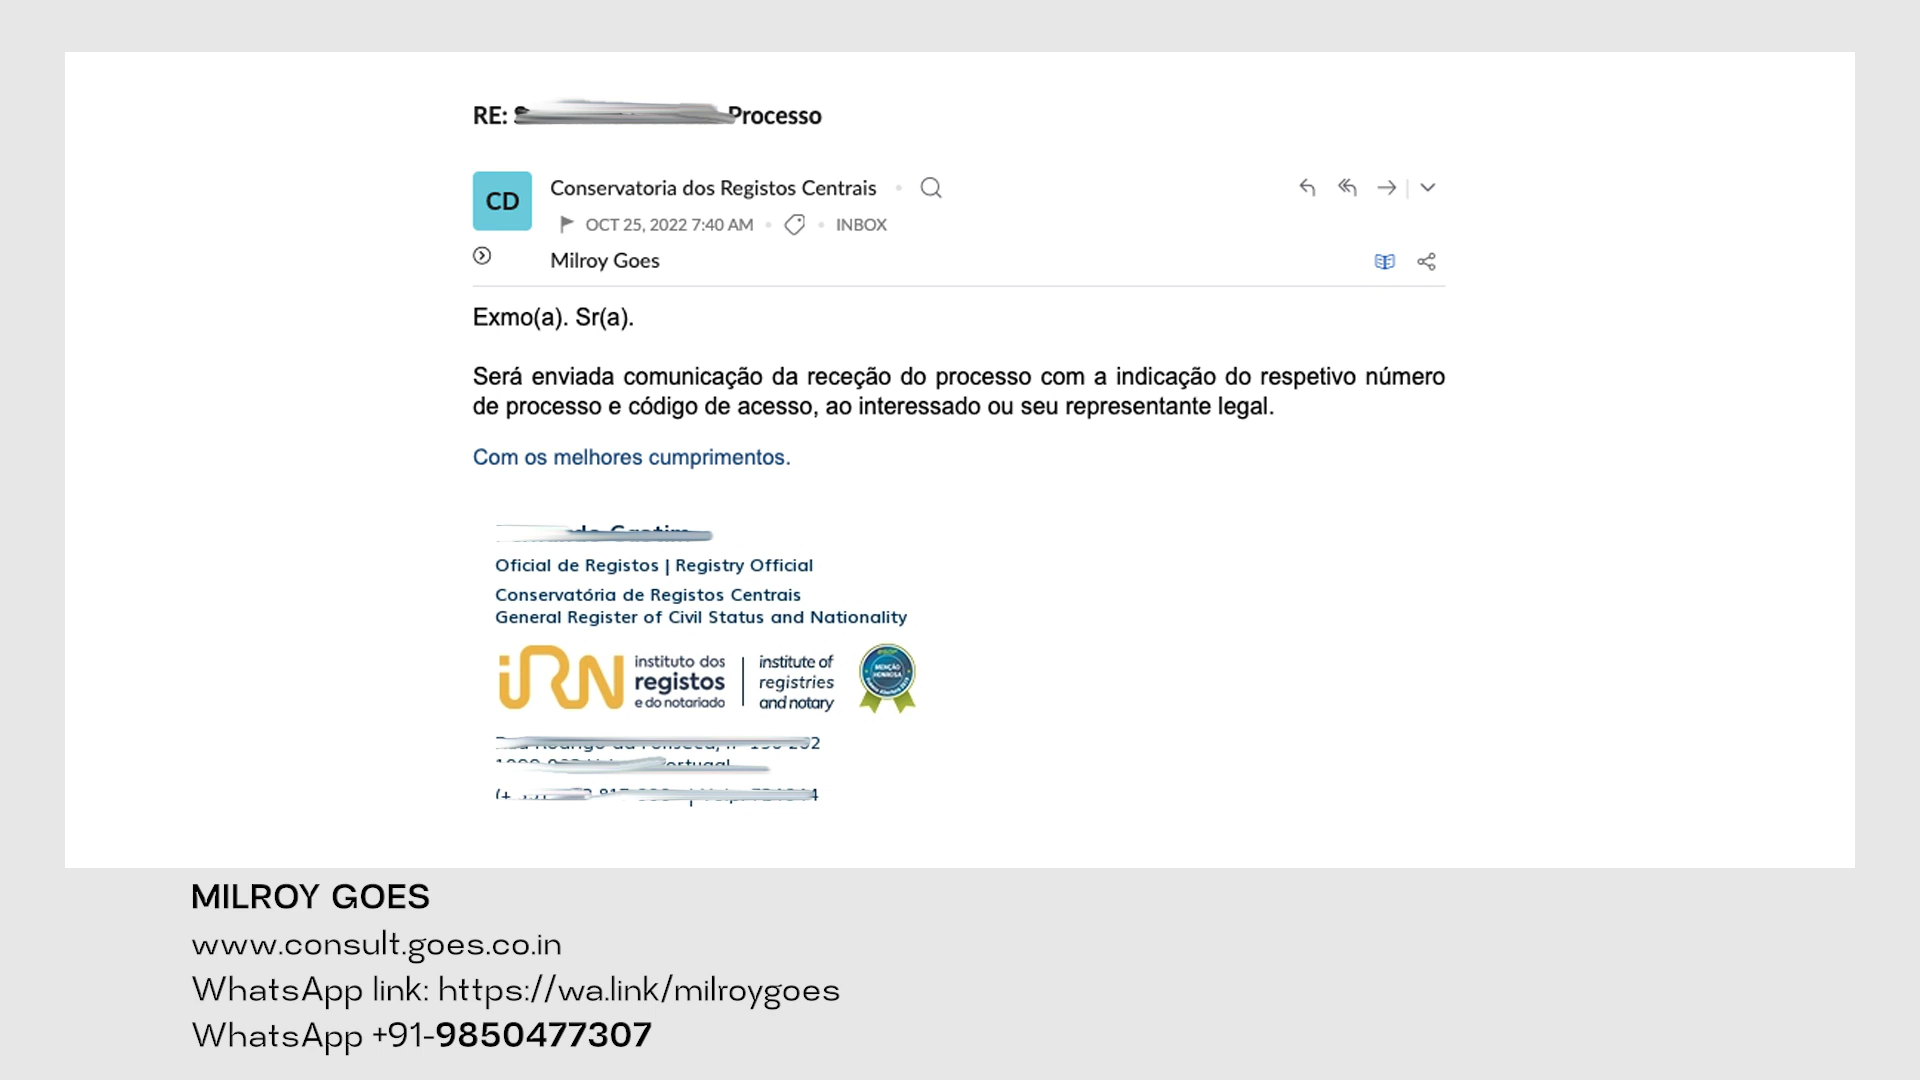 RE: Processo
CD
Conservatoria dos Registos Centrais
OCT 25, 2022 7:40 AM
INBOX
Milroy Goes
Exmo(a). Sr(a).
Será enviada comunicação da receção do processo com a indicação do respetivo número
de processo e código de acesso, ao interessado ou seu representante legal.
Com os melhores cumprimentos.
Oficial de Registos | Registry Official
Conservatória de Registos Centrais
General Register of Civil Status and Nationality
iRN
instituto dos
registos
e do notariado
institute of
registries
and notary
MENÇÃO
HONROSA
MILROY GOES
www.consult.goes.co.in
WhatsApp link: https://wa.link/milroygoes
WhatsApp +91-9850477307